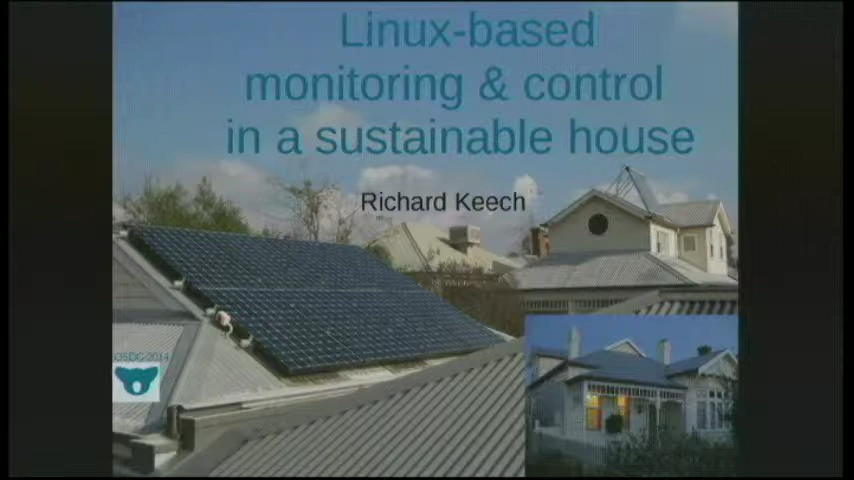 Linux-based
monitoring & control
in a sustainable house
Richard Keech
OSDC 2014